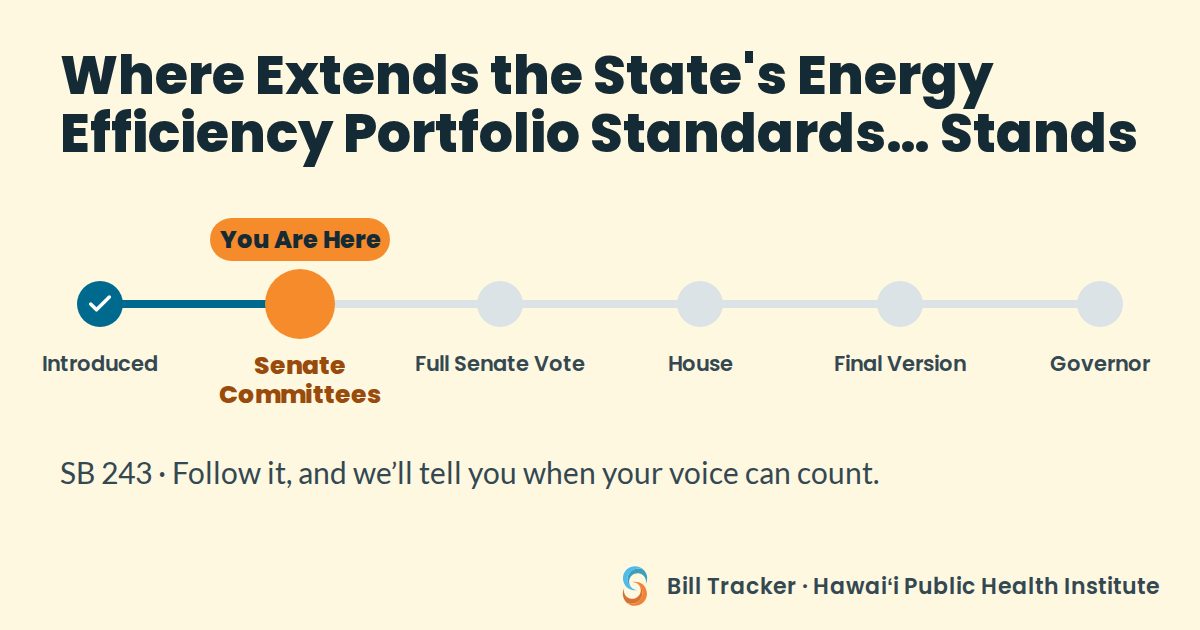 Where Extends the State's Energy
Efficiency Portfolio Standards... Stands
You Are Here
Introduced
Senate
Committees
Full Senate Vote
House
Final Version
Governor
SB 243 · Follow it, and we’ll tell you when your voice can count.
Bill Tracker · Hawaiʻi Public Health Institute